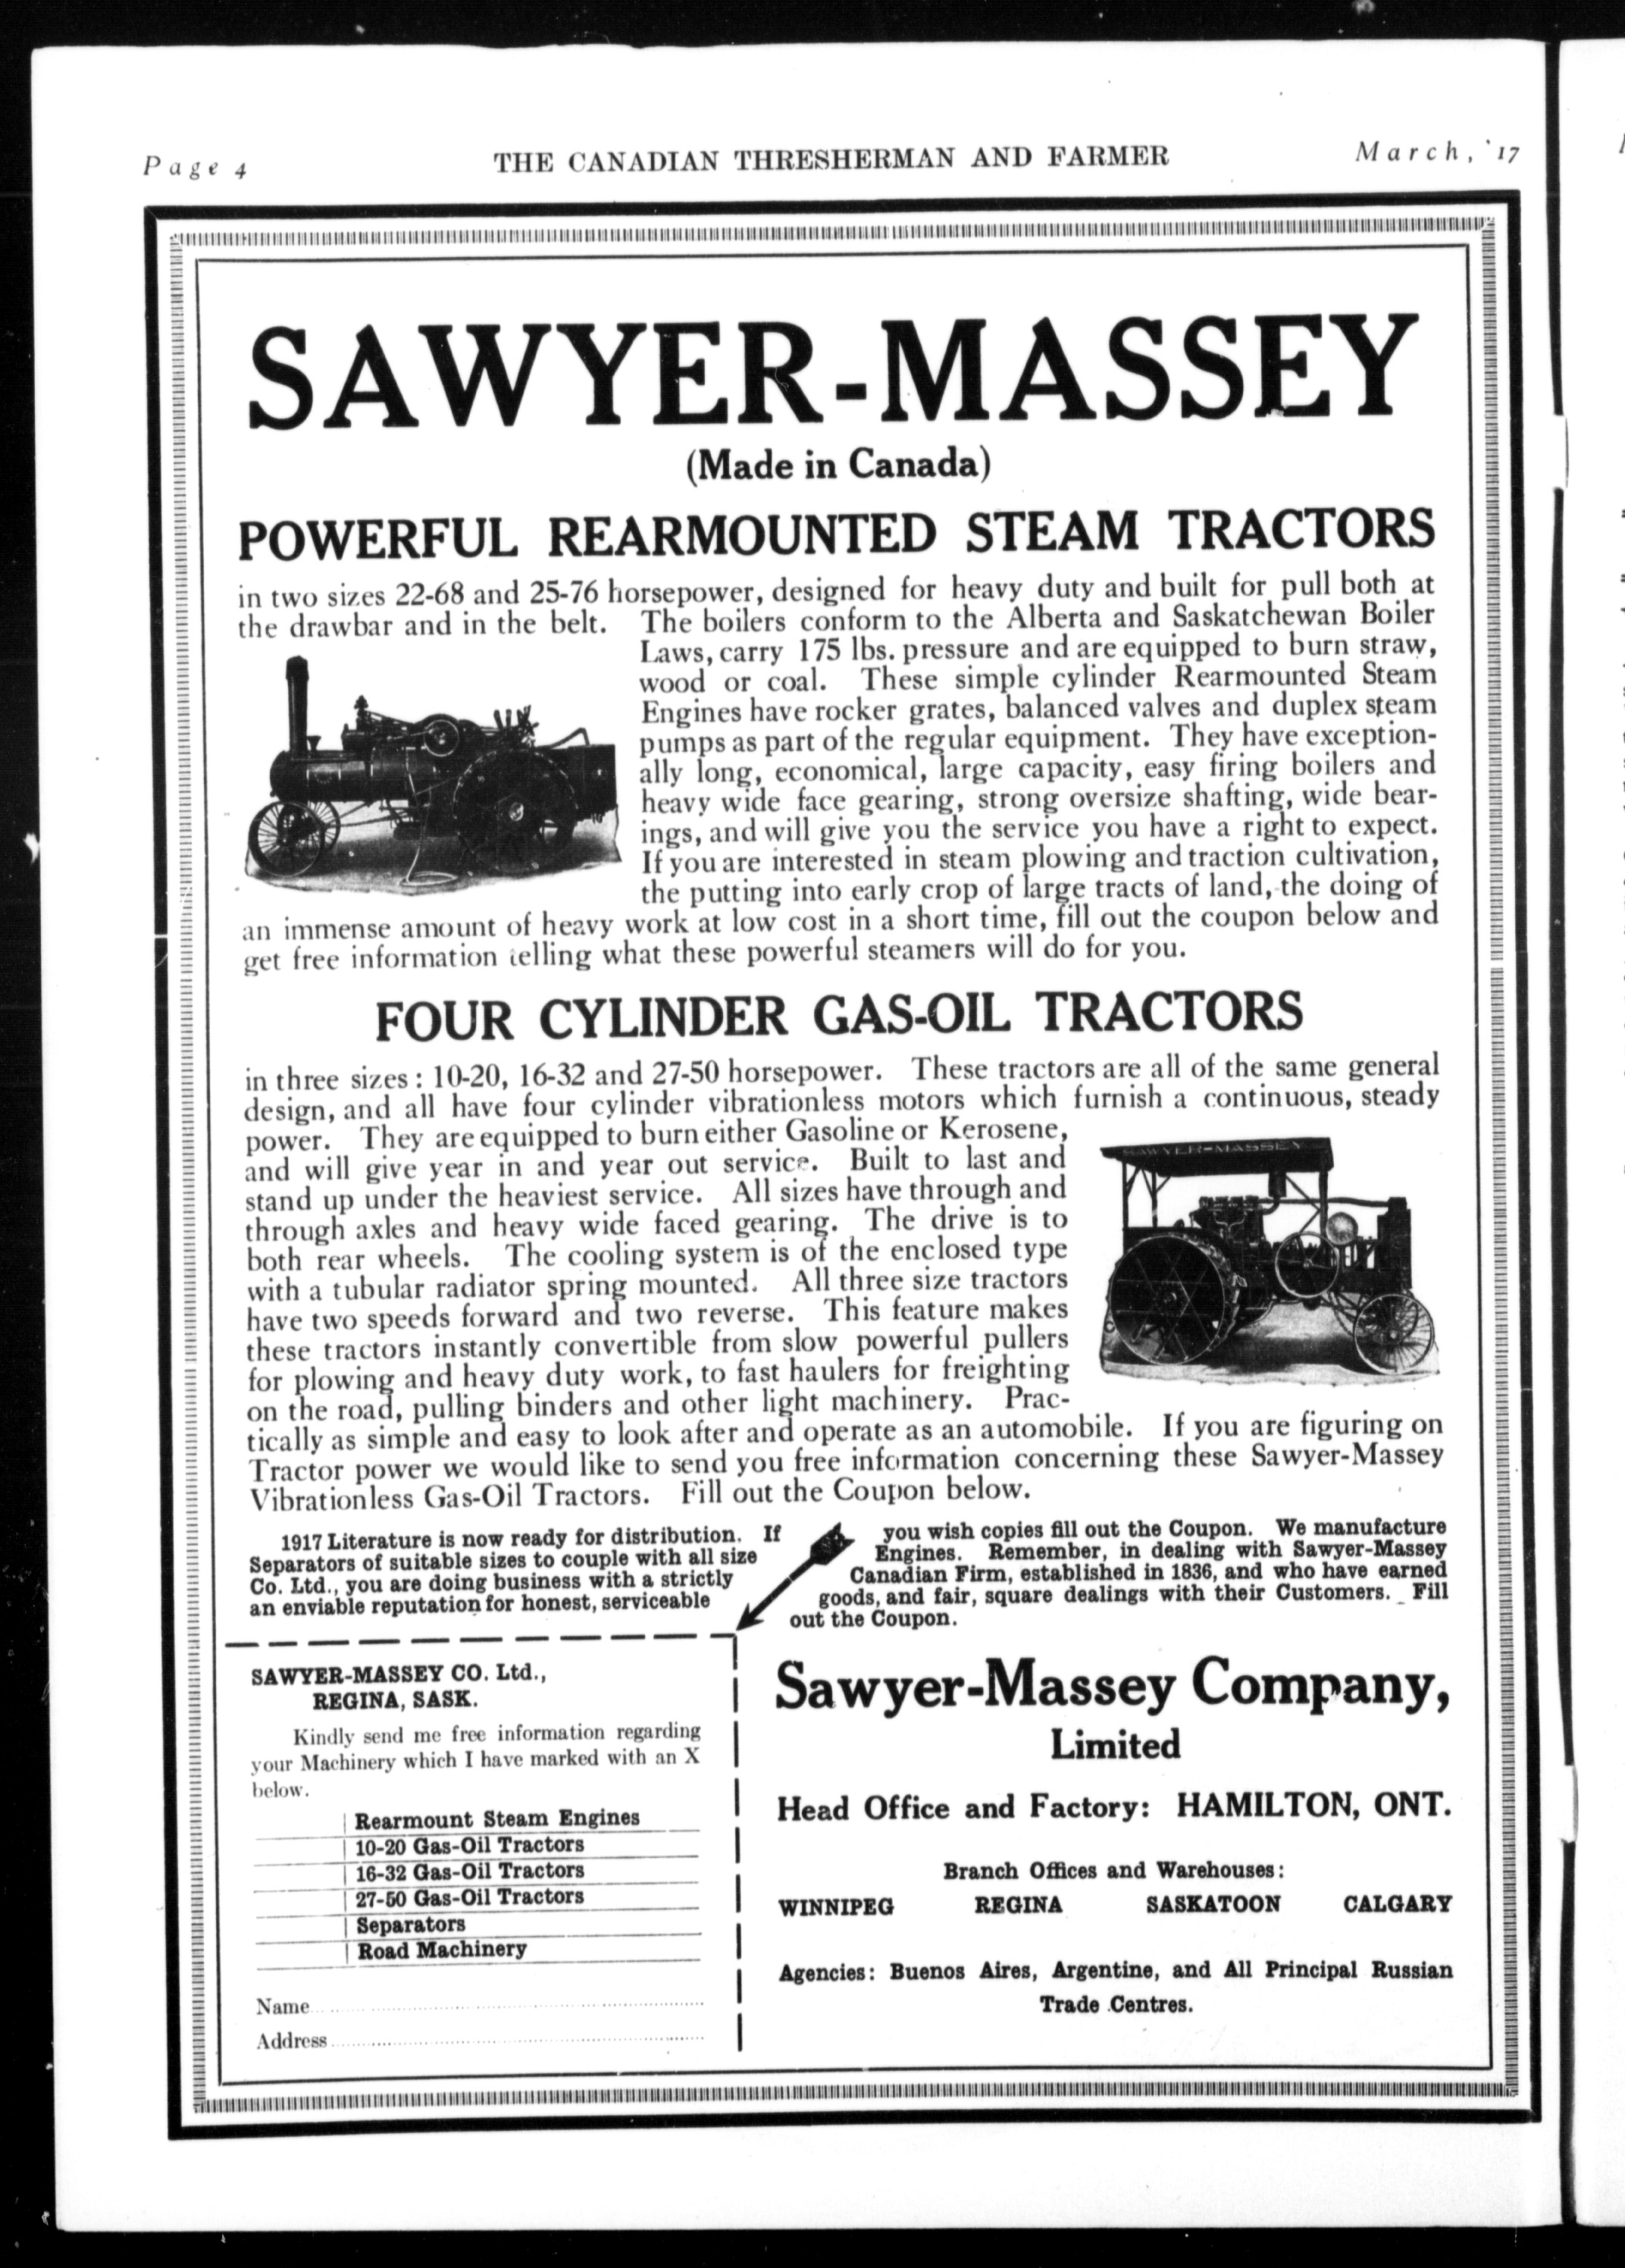 Page 4
THE CANADIAN THRESHERMAN AND FARMER
March, '17
SAWYER-MASSEY
(Made in Canada)
POWERFUL REARMOUNTED STEAM TRACTORS
in two sizes 22-68 and 25-76 horsepower, designed for heavy duty and built for pull both at
the drawbar and in the belt. The boilers conform to the Alberta and Saskatchewan Boiler
Laws, carry 175 lbs. pressure and are equipped to burn straw,
wood or coal. These simple cylinder Rearmounted Steam
Engines have rocker grates, balanced valves and duplex steam
pumps as part of the regular equipment. They have exception-
ally long, economical, large capacity, easy firing boilers and
heavy wide face gearing, strong oversize shafting, wide bear-
ings, and will give you the service you have a right to expect.
If you are interested in steam plowing and traction cultivation,
the putting into early crop of large tracts of land, the doing of
an immense amount of heavy work at low cost in a short time, fill out the coupon below and
get free information telling what these powerful steamers will do for you.
FOUR CYLINDER GAS-OIL TRACTORS
in three sizes: 10-20, 16-32 and 27-50 horsepower. These tractors are all of the same general
design, and all have four cylinder vibrationless motors which furnish a continuous, steady
power. They are equipped to burn either Gasoline or Kerosene,
and will give year in and year out service. Built to last and
stand up under the heaviest service. All sizes have through and
through axles and heavy wide faced gearing. The drive is to
both rear wheels. The cooling system is of the enclosed type
with a tubular radiator spring mounted. All three size tractors
have two speeds forward and two reverse. This feature makes
these tractors instantly convertible from slow powerful pullers
for plowing and heavy duty work, to fast haulers for freighting
on the road, pulling binders and other light machinery. Prac-
tically as simple and easy to look after and operate as an automobile. If you are figuring on
Tractor power we would like to send you free information concerning these Sawyer-Massey
Vibrationless Gas-Oil Tractors. Fill out the Coupon below.
SAWYER-MASSEY
1917 Literature is now ready for distribution. If you wish copies fill out the Coupon. We manufacture
Separators of suitable sizes to couple with all size Engines. Remember, in dealing with Sawyer-Massey
Co. Ltd., you are doing business with a strictly Canadian Firm, established in 1836, and who have earned
an enviable reputation for honest, serviceable goods, and fair, square dealings with their Customers. Fill
out the Coupon.
SAWYER-MASSEY CO. Ltd.,
REGINA, SASK.
Kindly send me free information regarding
your Machinery which I have marked with an X
below.
Rearmount Steam Engines
10-20 Gas-Oil Tractors
16-32 Gas-Oil Tractors
27-50 Gas-Oil Tractors
Separators
Road Machinery
Name
Address
Sawyer-Massey Company,
Limited
Head Office and Factory: HAMILTON, ONT.
Branch Offices and Warehouses:
WINNIPEG REGINA SASKATOON CALGARY
Agencies: Buenos Aires, Argentine, and All Principal Russian
Trade Centres.